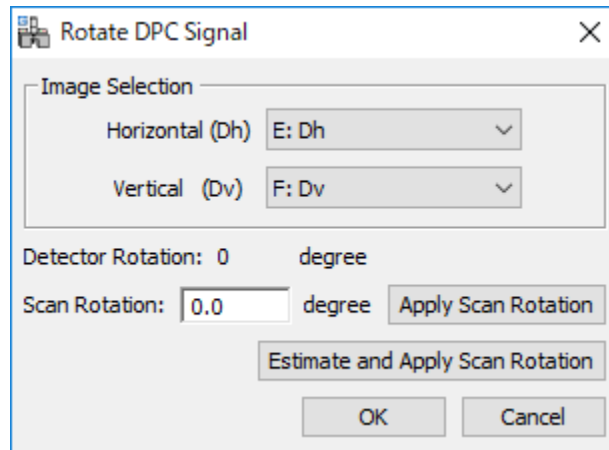 Rotate DPC Signal
Image Selection
Horizontal (Dh) E: Dh
Vertical (Dv) F: Dv
Detector Rotation: 0 degree
Scan Rotation: 0.0 degree Apply Scan Rotation
Estimate and Apply Scan Rotation
OK Cancel